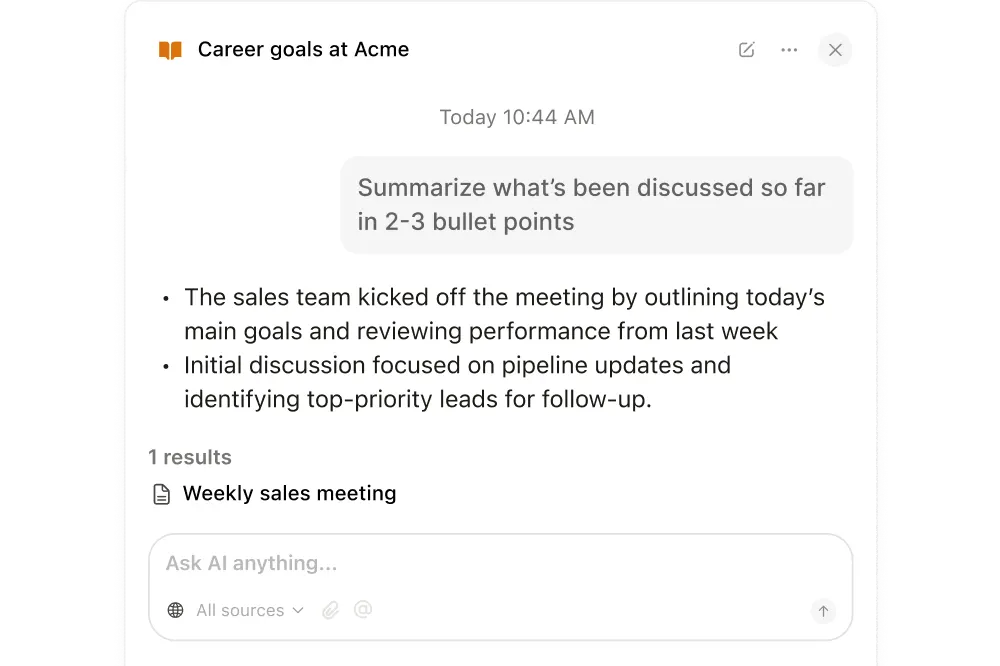 Career goals at Acme
Today 10:44 AM
Summarize what’s been discussed so far
in 2-3 bullet points
• The sales team kicked off the meeting by outlining today’s
main goals and reviewing performance from last week
• Initial discussion focused on pipeline updates and
identifying top-priority leads for follow-up.
1 results
Weekly sales meeting
Ask AI anything...
All sources